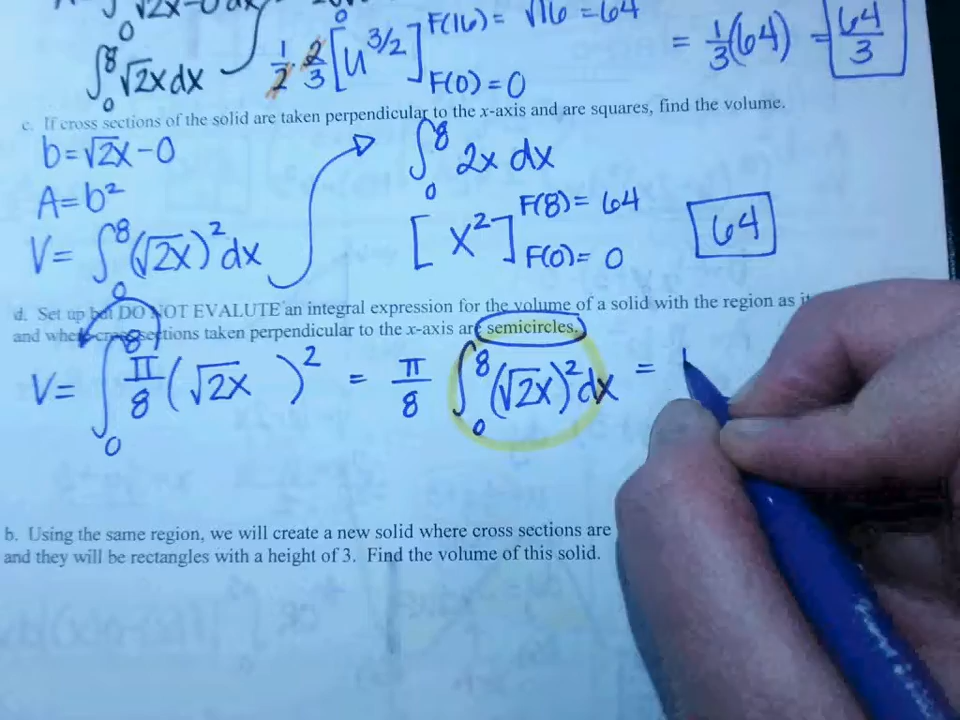 ∫₀⁸ √2x dx
1/2 · 2/3 [u^3/2] F(16) = √16 = 64 F(0) = 0
= 1/3(64) = 64/3
c. If cross sections of the solid are taken perpendicular to the x-axis and are squares, find the volume.
b = √2x − 0
A = b²
V = ∫₀⁸ (√2x)² dx
∫₀⁸ 2x dx
[x²] F(8) = 64 F(0) = 0
64
d. Set up but DO NOT EVALUTE an integral expression for the volume of a solid with the region as
and where cross sections taken perpendicular to the x-axis are semicircles.
V = ∫₀⁸ π/8 (√2x )² = π/8 ∫₀⁸ (√2x)² dx =
b. Using the same region, we will create a new solid where cross sections are
and they will be rectangles with a height of 3. Find the volume of this solid.